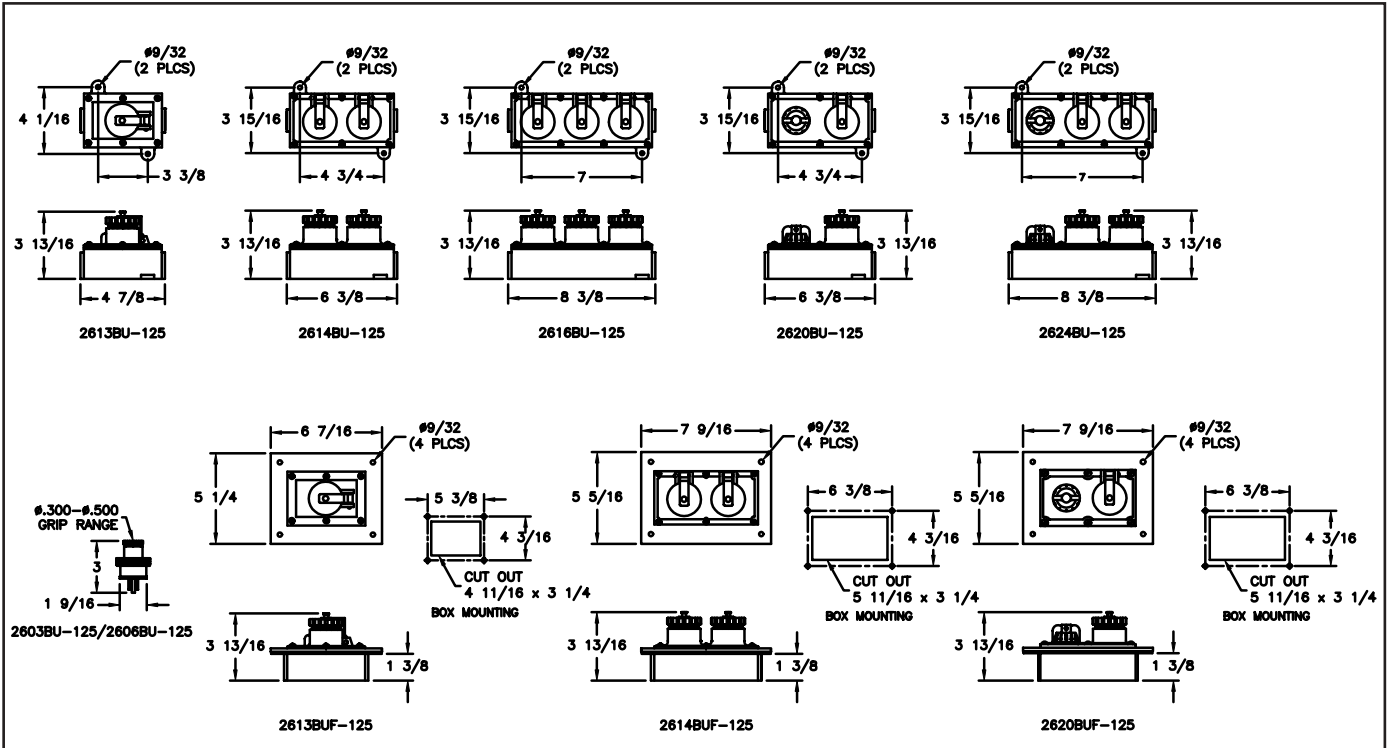 ø9/32
(2 PLCS)
4 1/16
3 3/8
3 13/16
4 7/8
2613BU-125
ø9/32
(2 PLCS)
3 15/16
4 3/4
3 13/16
6 3/8
2614BU-125
ø9/32
(2 PLCS)
3 15/16
7
3 13/16
8 3/8
2616BU-125
ø9/32
(2 PLCS)
3 15/16
4 3/4
3 13/16
6 3/8
2620BU-125
ø9/32
(2 PLCS)
3 15/16
7
3 13/16
8 3/8
2624BU-125
ø.300-ø.500
GRIP RANGE
3
1 9/16
2603BU-125/2606BU-125
6 7/16
ø9/32
(4 PLCS)
5 1/4
5 3/8
4 3/16
CUT OUT
4 11/16 x 3 1/4
BOX MOUNTING
3 13/16
1 3/8
2613BUF-125
7 9/16
ø9/32
(4 PLCS)
5 5/16
6 3/8
4 3/16
CUT OUT
5 11/16 x 3 1/4
BOX MOUNTING
3 13/16
1 3/8
2614BUF-125
7 9/16
ø9/32
(4 PLCS)
5 5/16
6 3/8
4 3/16
CUT OUT
5 11/16 x 3 1/4
BOX MOUNTING
3 13/16
1 3/8
2620BUF-125